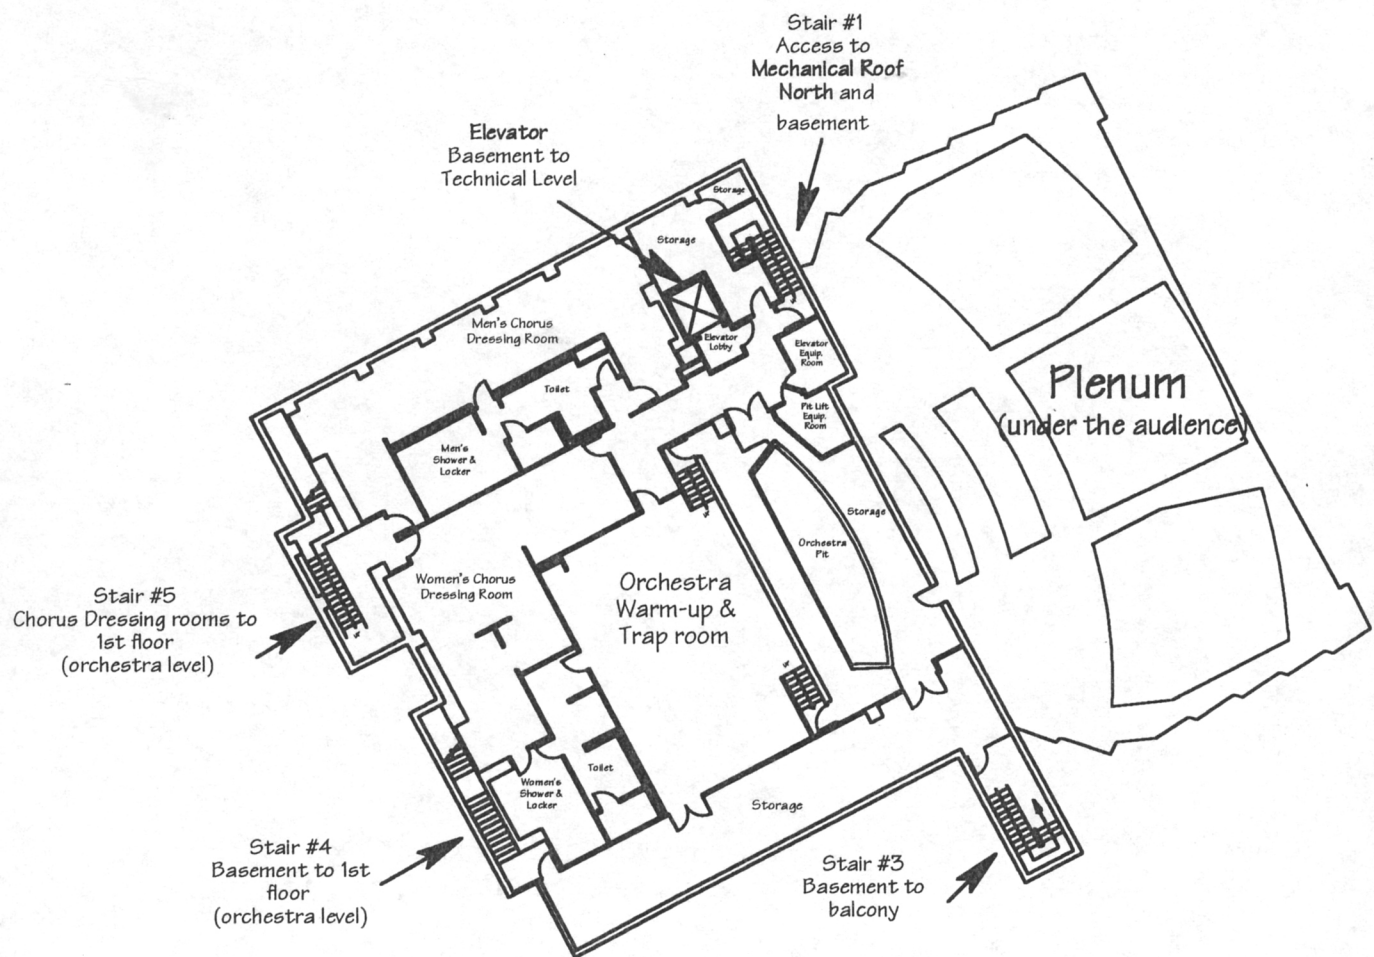 Stair #1
Access to
Mechanical Roof
North and
basement
Elevator
Basement to
Technical Level
Storage
Storage
Men's Chorus
Dressing Room
Elevator
Lobby
Elevator
Equip.
Room
Toilet
Pit Lift
Equip.
Room
Plenum
(under the audience)
Men's
Shower &
Locker
Storage
Orchestra
Pit
Women's Chorus
Dressing Room
Orchestra
Warm-up &
Trap room
Stair #5
Chorus Dressing rooms to
1st floor
(orchestra level)
Toilet
Women's
Shower &
Locker
Storage
Stair #4
Basement to 1st
floor
(orchestra level)
Stair #3
Basement to
balcony